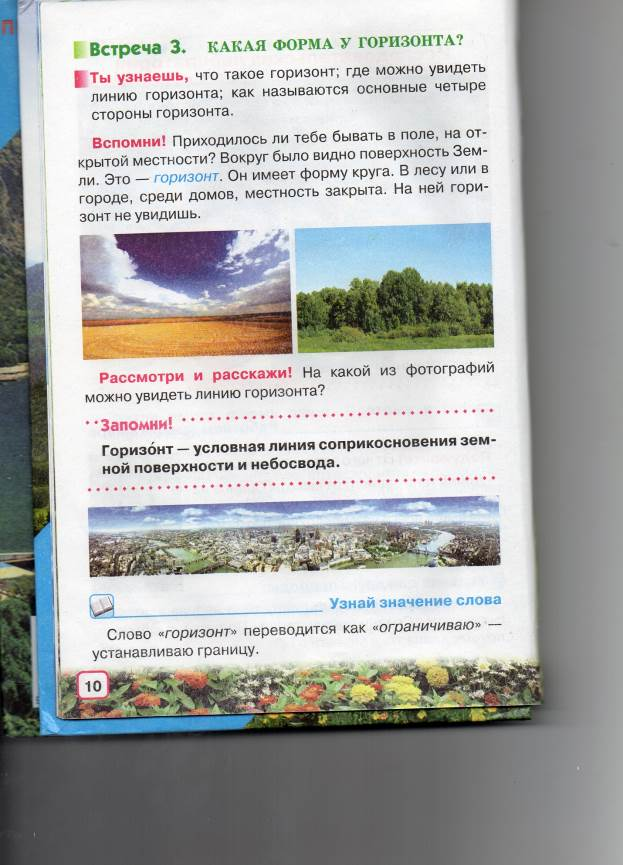 П
Встреча 3. КАКАЯ ФОРМА У ГОРИЗОНТА?
Ты узнаешь, что такое горизонт; где можно увидеть
линию горизонта; как называются основные четыре
стороны горизонта.
Вспомни! Приходилось ли тебе бывать в поле, на от-
крытой местности? Вокруг было видно поверхность Зем-
ли. Это — горизонт. Он имеет форму круга. В лесу или в
городе, среди домов, местность закрыта. На ней гори-
зонт не увидишь.
Рассмотри и расскажи! На какой из фотографий
можно увидеть линию горизонта?
Запомни!
Горизо́нт — условная линия соприкосновения зем-
ной поверхности и небосвода.
Узнай значение слова
Слово «горизонт» переводится как «ограничиваю» —
устанавливаю границу.
10